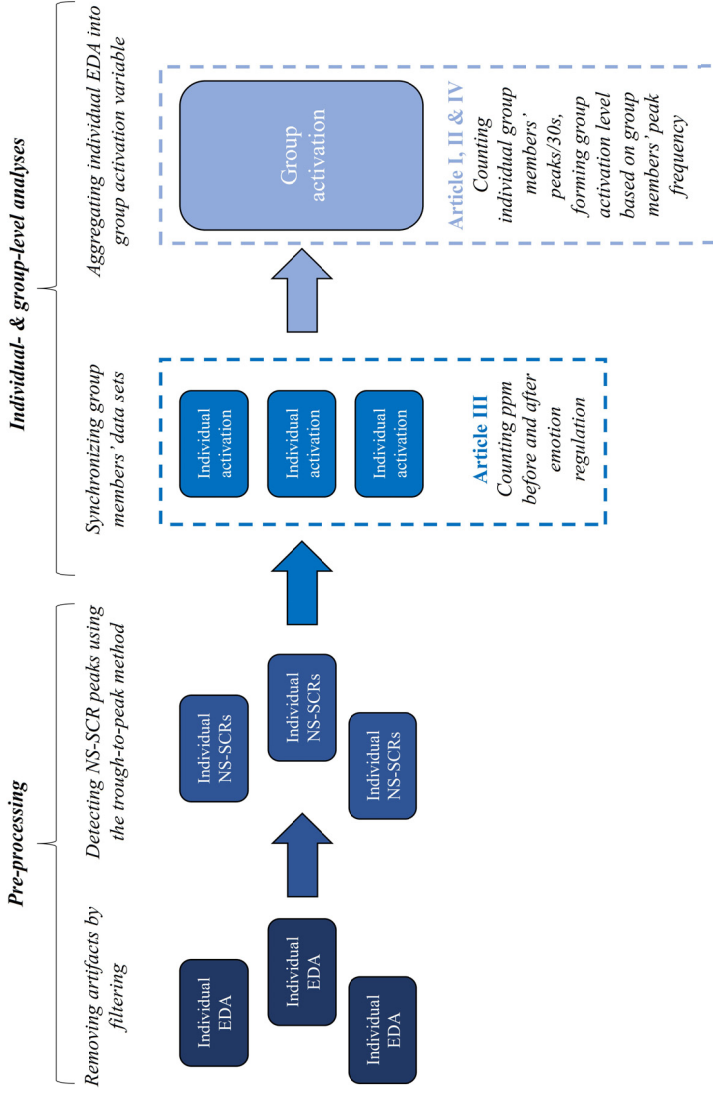 Pre-processing
Individual- & group-level analyses
Removing artifacts by
filtering
Detecting NS-SCR peaks using
the trough-to-peak method
Synchronizing group
members' data sets
Aggregating individual EDA into
group activation variable
Individual
EDA
Individual
EDA
Individual
EDA
Individual
NS-SCRs
Individual
NS-SCRs
Individual
NS-SCRs
Individual
activation
Individual
activation
Individual
activation
Group
activation
Article III
Counting ppm
before and after
emotion
regulation
Article I, II & IV
Counting
individual group
members'
peaks/30s,
forming group
activation level
based on group
members' peak
frequency